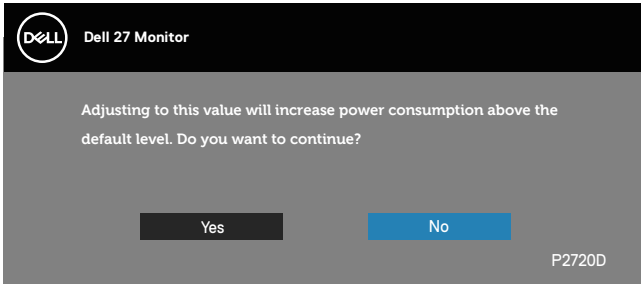 DELL
Dell 27 Monitor
Adjusting to this value will increase power consumption above the
default level. Do you want to continue?
Yes
No
P2720D